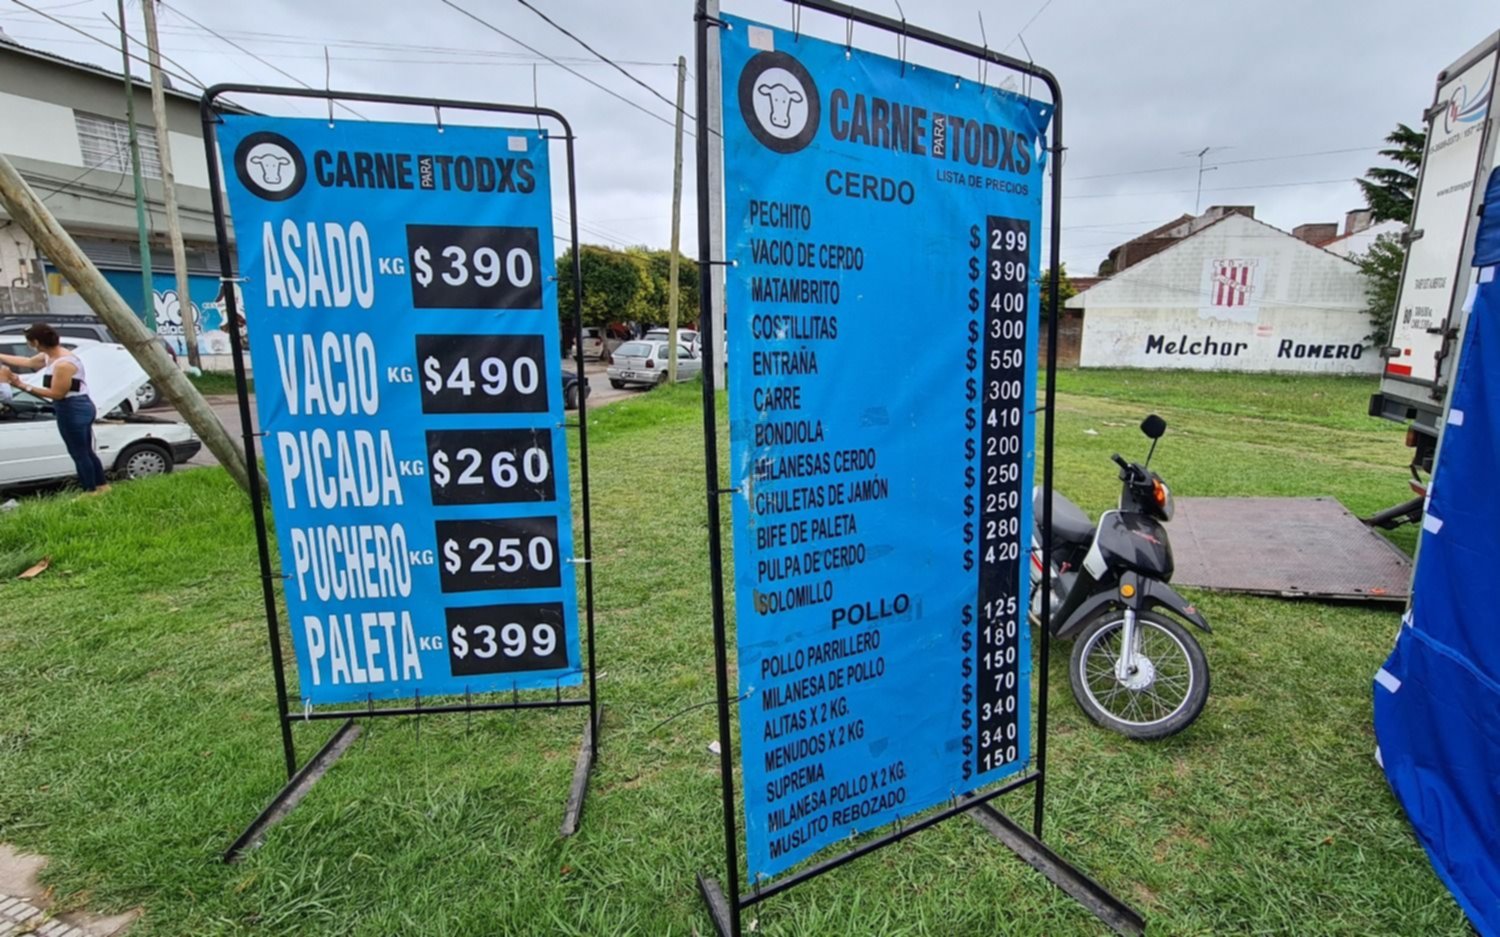 CARNE PARA TODXS
ASADO KG $390
VACIO KG $490
PICADA KG $260
PUCHERO KG $250
PALETA KG $399
CARNE PARA TODXS
LISTA DE PRECIOS
CERDO
PECHITO $ 299
VACIO DE CERDO $ 390
MATAMBRITO $ 400
COSTILLITAS $ 300
ENTRAÑA $ 550
CARRE $ 300
BONDIOLA $ 410
MILANESAS CERDO $ 200
CHULETAS DE JAMÓN $ 250
BIFE DE PALETA $ 250
PULPA DE CERDO $ 280
SOLOMILLO $ 420
POLLO
POLLO PARRILLERO $ 125
MILANESA DE POLLO $ 180
ALITAS X 2 KG. $ 150
MENUDOS X 2 KG $ 70
SUPREMA $ 340
MILANESA POLLO X 2 KG. $ 340
MUSLITO REBOZADO $ 150
Melchor Romero